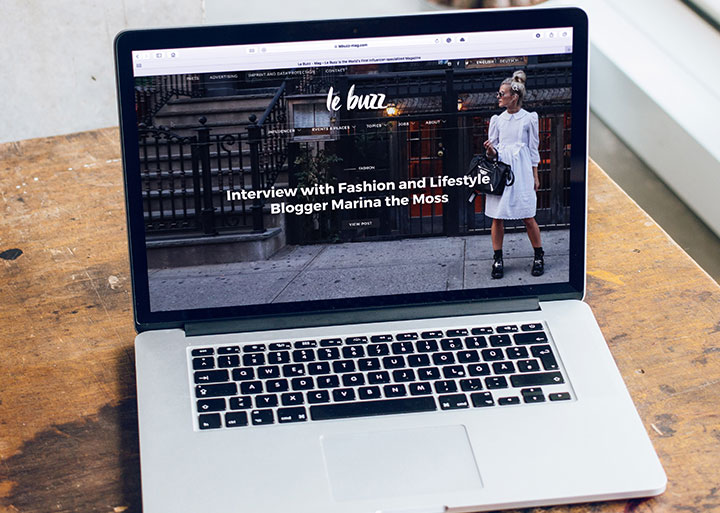 lebuzz-mag.com
Le Buzz - Mag - Le Buzz is the World's first influencer-specialized Magazine
PRESS ADVERTISING IMPRINT AND DATA PROTECTION CONTACT ENGLISH DEUTSCH
le buzz
INFLUENCER EVENTS & PLACES TOPICS JOBS ABOUT
FASHION
Interview with Fashion and Lifestyle
Blogger Marina the Moss
VIEW POST